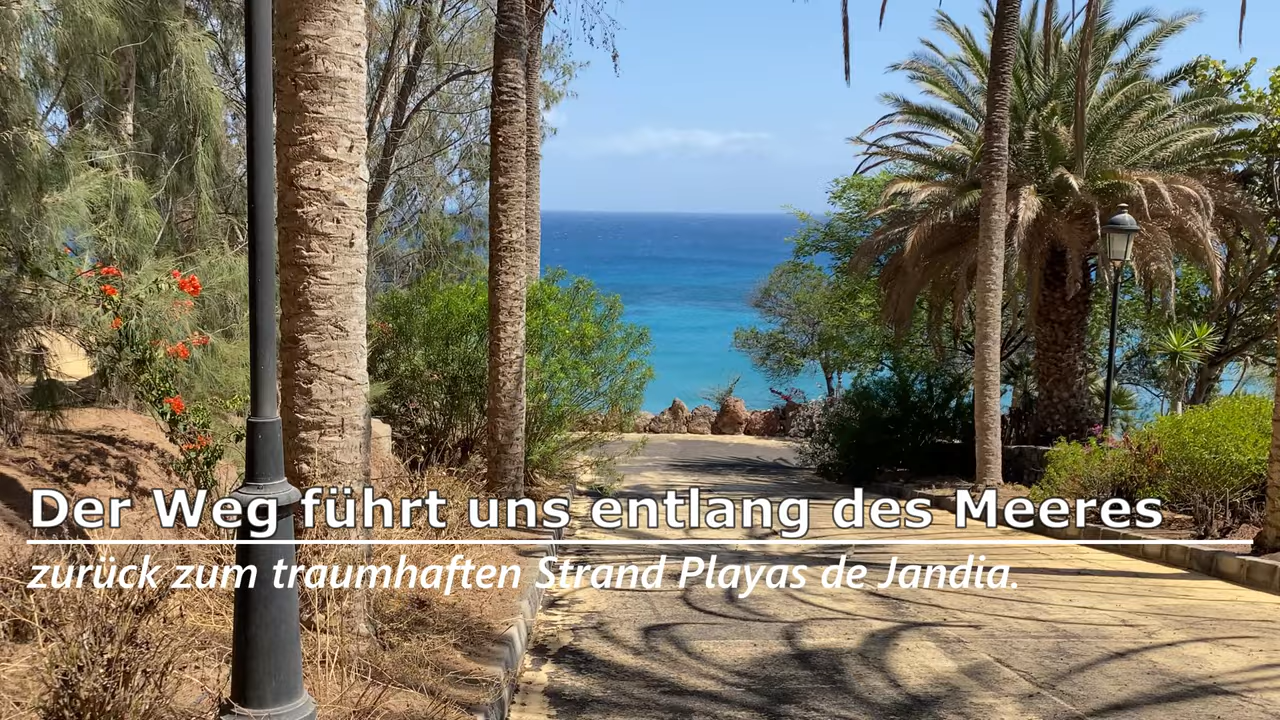 Der Weg führt uns entlang des Meeres
zurück zum traumhaften Strand Playas de Jandia.